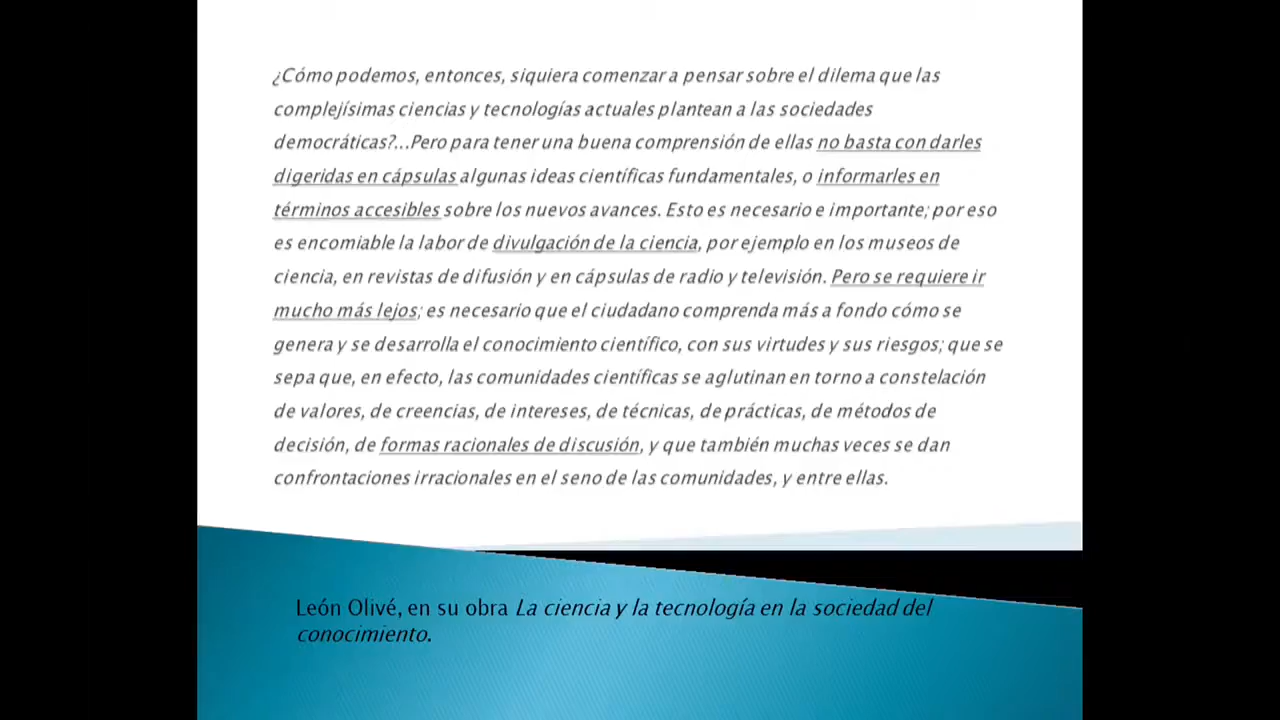 ¿Cómo podemos, entonces, siquiera comenzar a pensar sobre el dilema que las
complejísimas ciencias y tecnologías actuales plantean a las sociedades
democráticas?...Pero para tener una buena comprensión de ellas no basta con darles
digeridas en cápsulas algunas ideas científicas fundamentales, o informarles en
términos accesibles sobre los nuevos avances. Esto es necesario e importante; por eso
es encomiable la labor de divulgación de la ciencia, por ejemplo en los museos de
ciencia, en revistas de difusión y en cápsulas de radio y televisión. Pero se requiere ir
mucho más lejos; es necesario que el ciudadano comprenda más a fondo cómo se
genera y se desarrolla el conocimiento científico, con sus virtudes y sus riesgos; que se
sepa que, en efecto, las comunidades científicas se aglutinan en torno a constelación
de valores, de creencias, de intereses, de técnicas, de prácticas, de métodos de
decisión, de formas racionales de discusión, y que también muchas veces se dan
confrontaciones irracionales en el seno de las comunidades, y entre ellas.
León Olivé, en su obra La ciencia y la tecnología en la sociedad del
conocimiento.